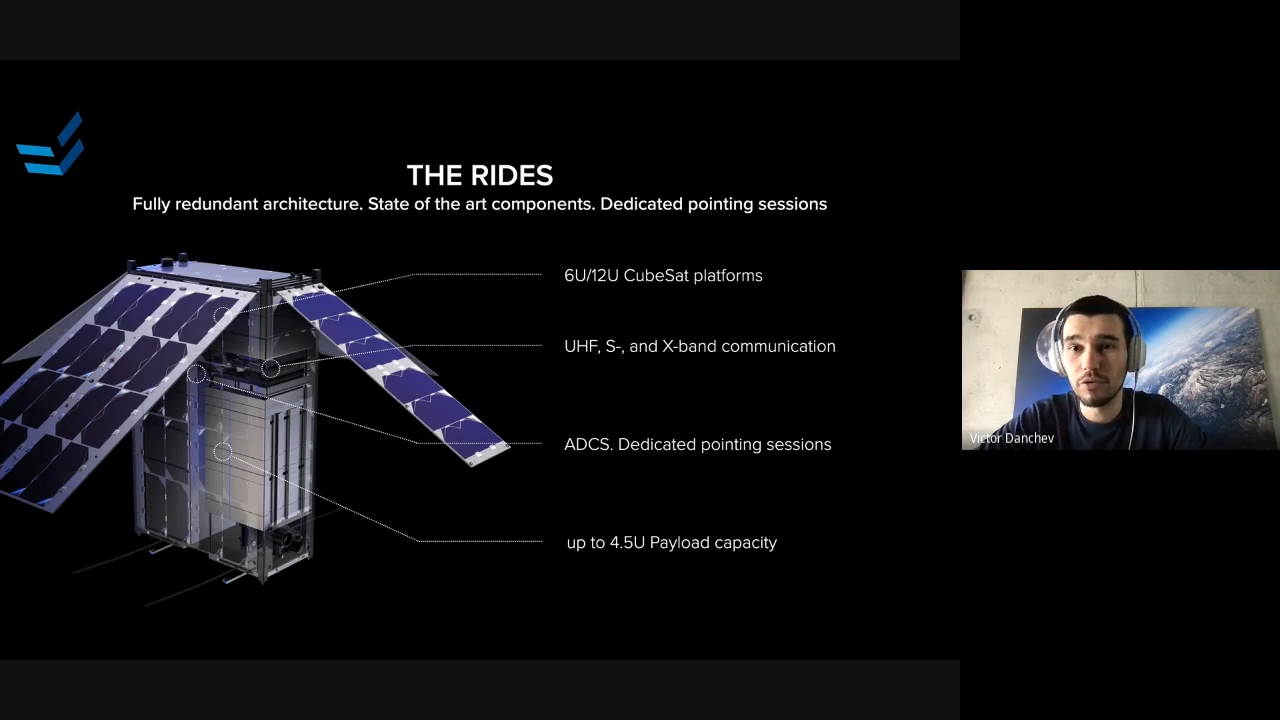 THE RIDES
Fully redundant architecture. State of the art components. Dedicated pointing sessions
6U/12U CubeSat platforms
UHF, S-, and X-band communication
ADCS. Dedicated pointing sessions
up to 4.5U Payload capacity
Victor Danchev